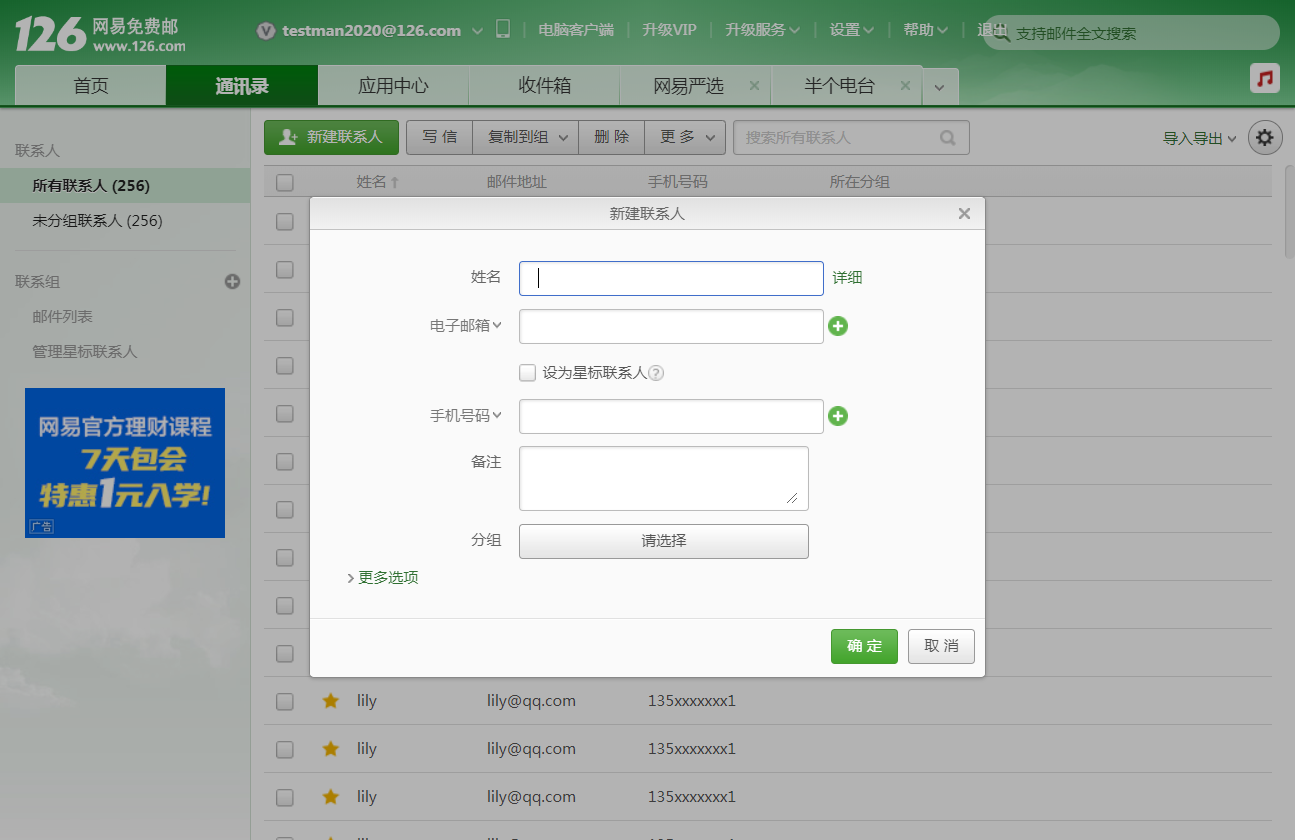 126 网易免费邮
www.126.com
testman2020@126.com
电脑客户端 升级VIP 升级服务 设置 帮助 退出
支持邮件全文搜索
首页 通讯录 应用中心 收件箱 网易严选 半个电台
联系人
所有联系人 (256)
未分组联系人 (256)
联系组
邮件列表
管理星标联系人
网易官方理财课程
7天包会
特惠1元入学!
广告
新建联系人 写 信 复制到组 删 除 更 多 搜索所有联系人 导入导出
姓名 邮件地址 手机号码 所在分组
新建联系人
姓名 详细
电子邮箱
设为星标联系人 ?
手机号码
备注
分组 请选择
更多选项
确 定 取 消
lily lily@qq.com 135xxxxxxx1
lily lily@qq.com 135xxxxxxx1
lily lily@qq.com 135xxxxxxx1